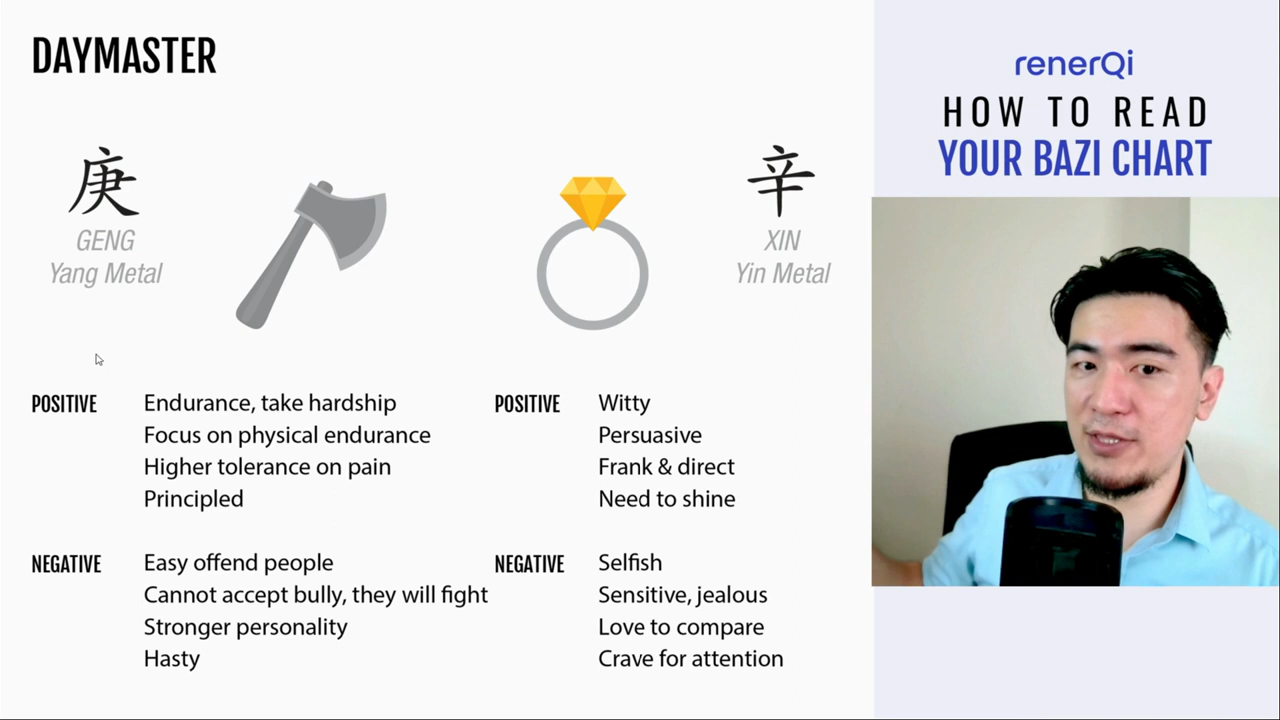 DAYMASTER
庚
GENG
Yang Metal
辛
XIN
Yin Metal
POSITIVE
Endurance, take hardship
Focus on physical endurance
Higher tolerance on pain
Principled
NEGATIVE
Easy offend people
Cannot accept bully, they will fight
Stronger personality
Hasty
POSITIVE
Witty
Persuasive
Frank & direct
Need to shine
NEGATIVE
Selfish
Sensitive, jealous
Love to compare
Crave for attention
renerQi
HOW TO READ
YOUR BAZI CHART